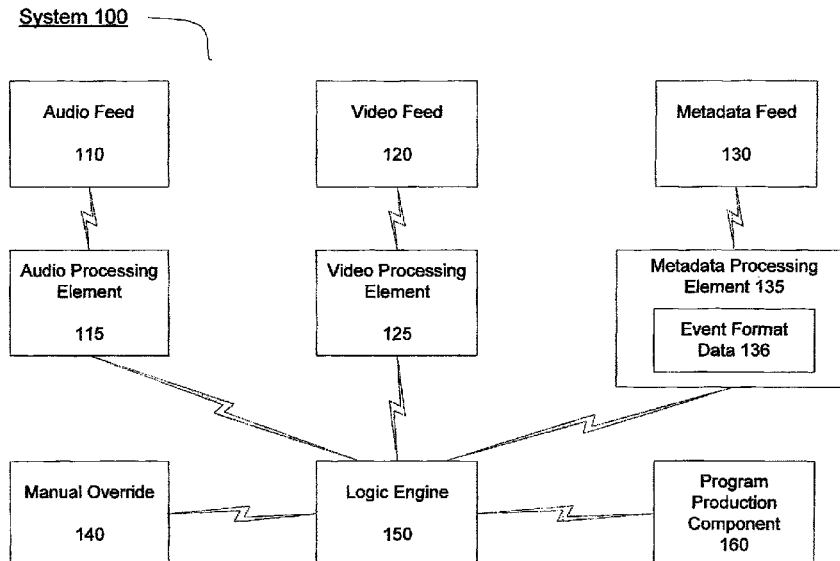 System 100
Audio Feed
110
Video Feed
120
Metadata Feed
130
Audio Processing
Element
115
Video Processing
Element
125
Metadata Processing
Element 135
Event Format
Data 136
Manual Override
140
Logic Engine
150
Program
Production
Component
160